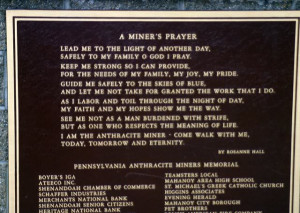 A MINER'S PRAYER
LEAD ME TO THE LIGHT OF ANOTHER DAY,
SAFELY TO MY FAMILY O GOD I PRAY.
KEEP ME STRONG SO I CAN PROVIDE,
FOR THE NEEDS OF MY FAMILY, MY JOY, MY PRIDE.
GUIDE ME SAFELY TO THE SKIES OF BLUE,
AND LET ME NOT TAKE FOR GRANTED THE WORK THAT I DO.
AS I LABOR AND TOIL THROUGH THE NIGHT OF DAY,
MY FAITH AND MY HOPES SHOW ME THE WAY.
SEE ME NOT AS A MAN BURDENED WITH STRIFE,
BUT AS ONE WHO RESPECTS THE MEANING OF LIFE.
I AM THE ANTHRACITE MINER - COME WALK WITH ME,
TODAY, TOMORROW AND ETERNITY.
BY ROSANNE HALL
PENNSYLVANIA ANTHRACITE MINERS MEMORIAL
BOYER'S IGA
ATEECO INC.
SHENANDOAH CHAMBER OF COMMERCE
SCHAFFER INDUSTRIES
MERCHANTS NATIONAL BANK
SHENANDOAH SENIOR CITIZENS
HERITAGE NATIONAL BANK
TEAMSTERS LOCAL
MAHANOY AREA HIGH SCHOOL
ST. MICHAEL'S GREEK CATHOLIC CHURCH
HIGGINS ASSOCIATES
EVENING HERALD
MAHANOY CITY BOROUGH
PET BROTHERS